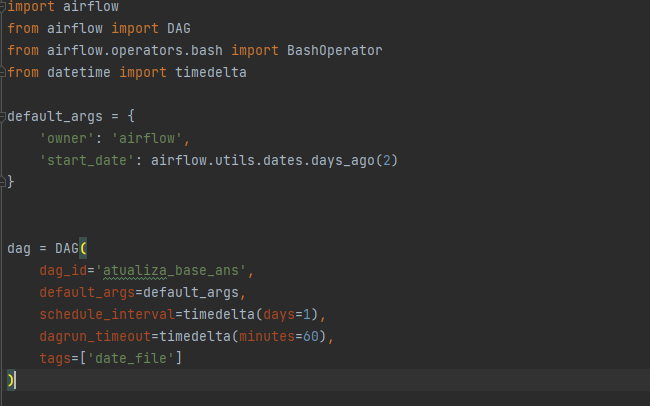 import airflow
from airflow import DAG
from airflow.operators.bash import BashOperator
from datetime import timedelta
default_args = {
    'owner': 'airflow',
    'start_date': airflow.utils.dates.days_ago(2)
}
dag = DAG(
    dag_id='atualiza_base_ans',
    default_args=default_args,
    schedule_interval=timedelta(days=1),
    dagrun_timeout=timedelta(minutes=60),
    tags=['date_file']
)